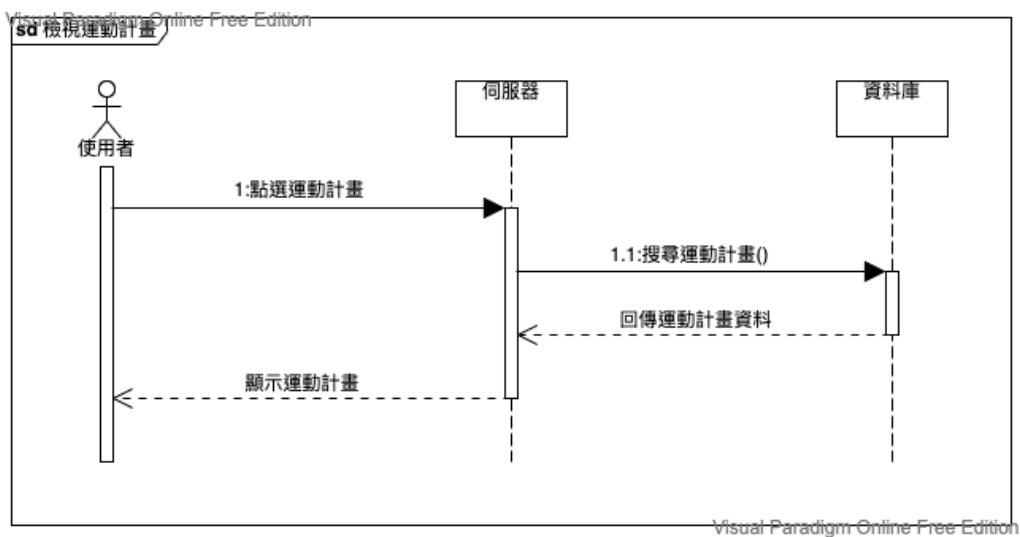 Visual Paradigm Online Free Edition
sd 檢視運動計畫
使用者
伺服器
資料庫
1:點選運動計畫
1.1:搜尋運動計畫()
回傳運動計畫資料
顯示運動計畫
Visual Paradigm Online Free Edition